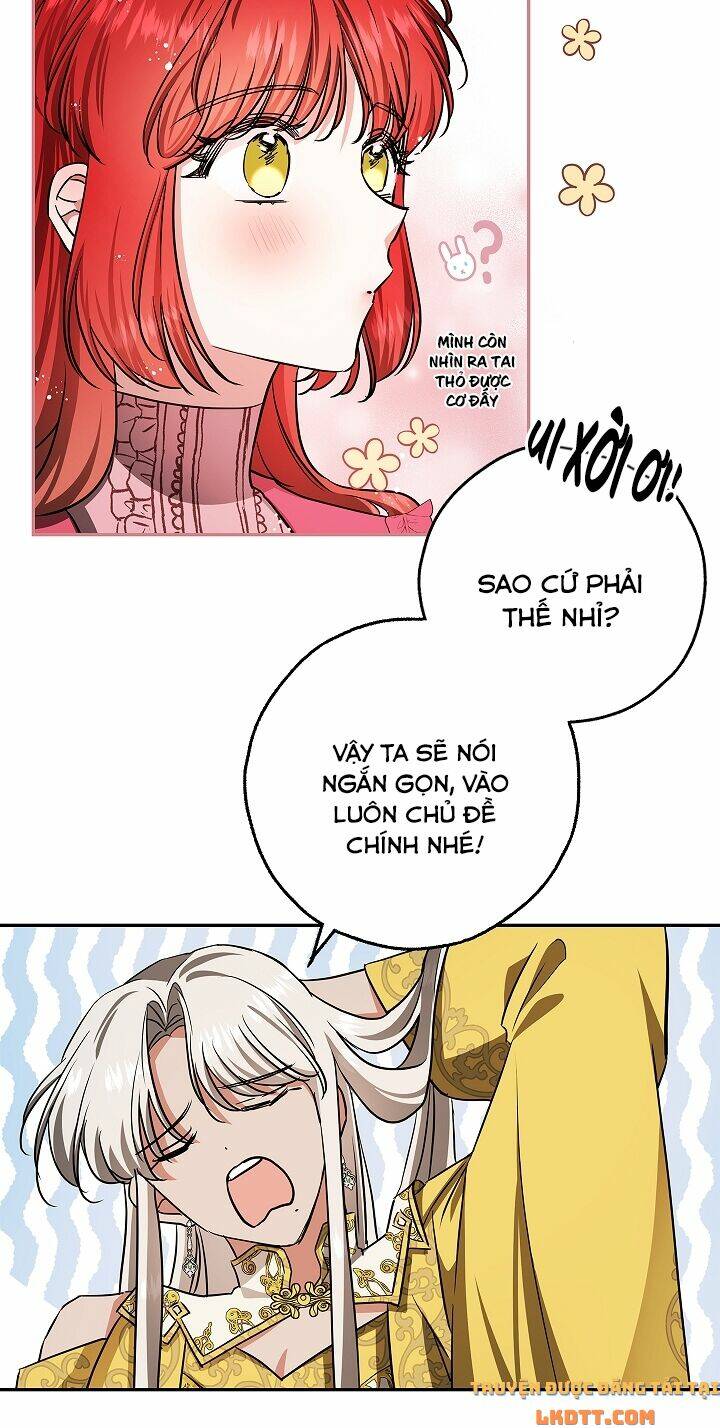 MÌNH CÒN
NHÌN RA TAI
THỎ ĐƯỢC
CƠ ĐẤY
UI-XỜI-ƠI!
SAO CỨ PHẢI
THẾ NHỈ?
VẬY TA SẼ NÓI
NGẮN GỌN, VÀO
LUÔN CHỦ ĐỀ
CHÍNH NHÉ!
TRUYỆN ĐƯỢC ĐĂNG TẢI TẠI
LKDTT.COM